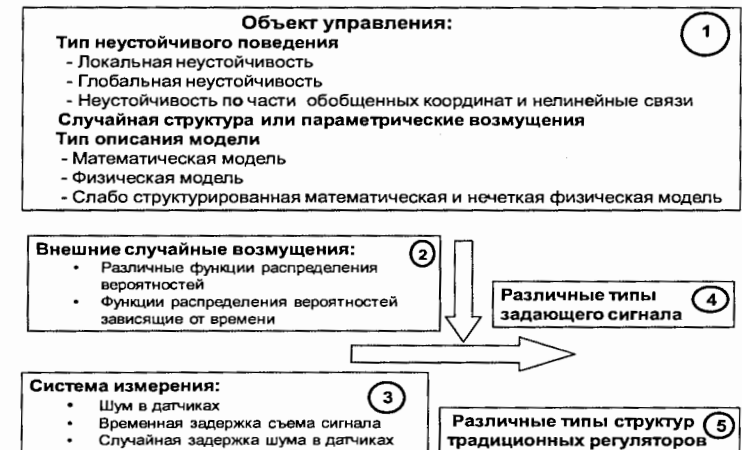 Объект управления:
1
Тип неустойчивого поведения
- Локальная неустойчивость
- Глобальная неустойчивость
- Неустойчивость по части обобщенных координат и нелинейные связи
Случайная структура или параметрические возмущения
Тип описания модели
- Математическая модель
- Физическая модель
- Слабо структурированная математическая и нечеткая физическая модель
Внешние случайные возмущения:
2
• Различные функции распределения
вероятностей
• Функции распределения вероятностей
зависящие от времени
Различные типы
задающего сигнала
4
Система измерения:
3
• Шум в датчиках
• Временная задержка съема сигнала
• Случайная задержка шума в датчиках
Различные типы структур
традиционных регуляторов
5